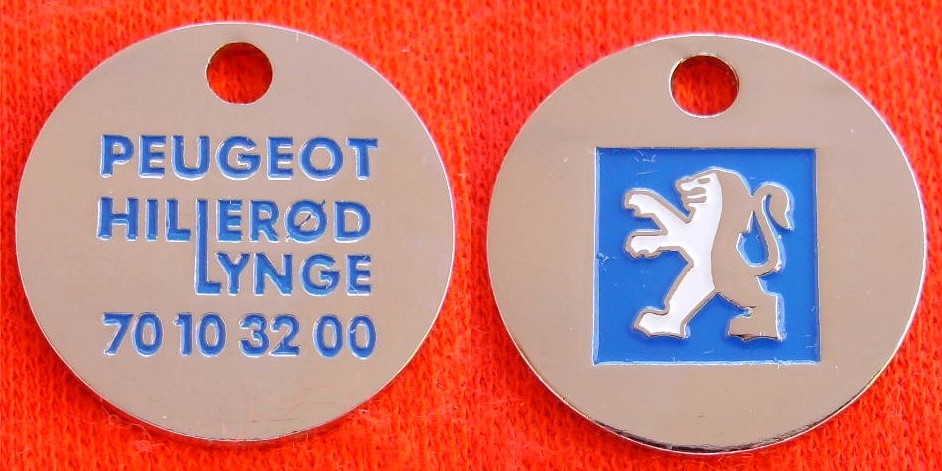 PEUGEOT
HILLERØD
LYNGE
70 10 32 00